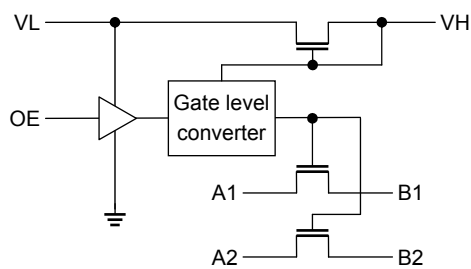 VL VH
Gate level
converter
OE
A1 B1
A2 B2